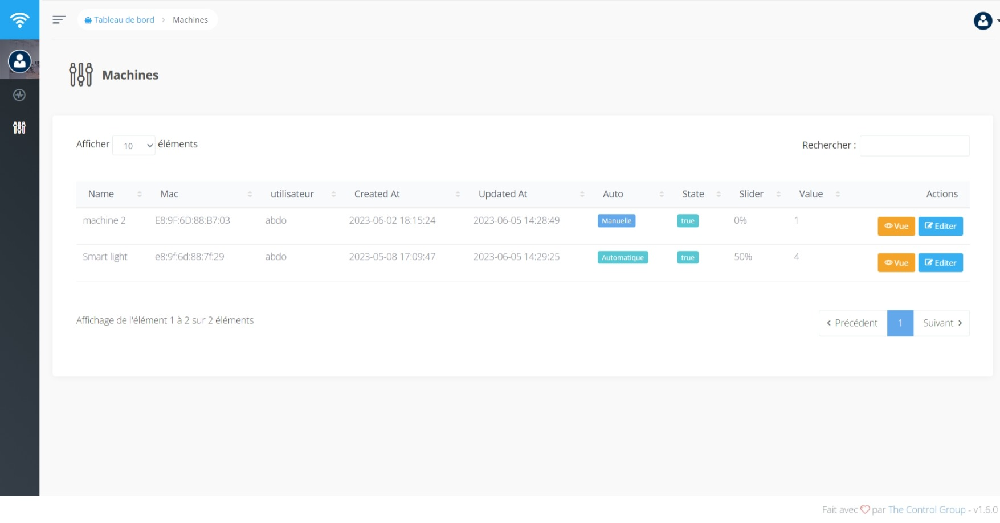 Tableau de bord > Machines
Machines
Afficher 10 éléments Rechercher :
Name Mac utilisateur Created At Updated At Auto State Slider Value Actions
machine 2 E8:9F:6D:88:B7:03 abdo 2023-06-02 18:15:24 2023-06-05 14:28:49 Manuelle true 0% 1 Vue Editer
Smart light e8:9f:6d:88:7f:29 abdo 2023-05-08 17:09:47 2023-06-05 14:29:25 Automatique true 50% 4 Vue Editer
Affichage de l'élément 1 à 2 sur 2 éléments ‹ Précédent 1 Suivant ›
Fait avec ♡ par The Control Group - v1.6.0